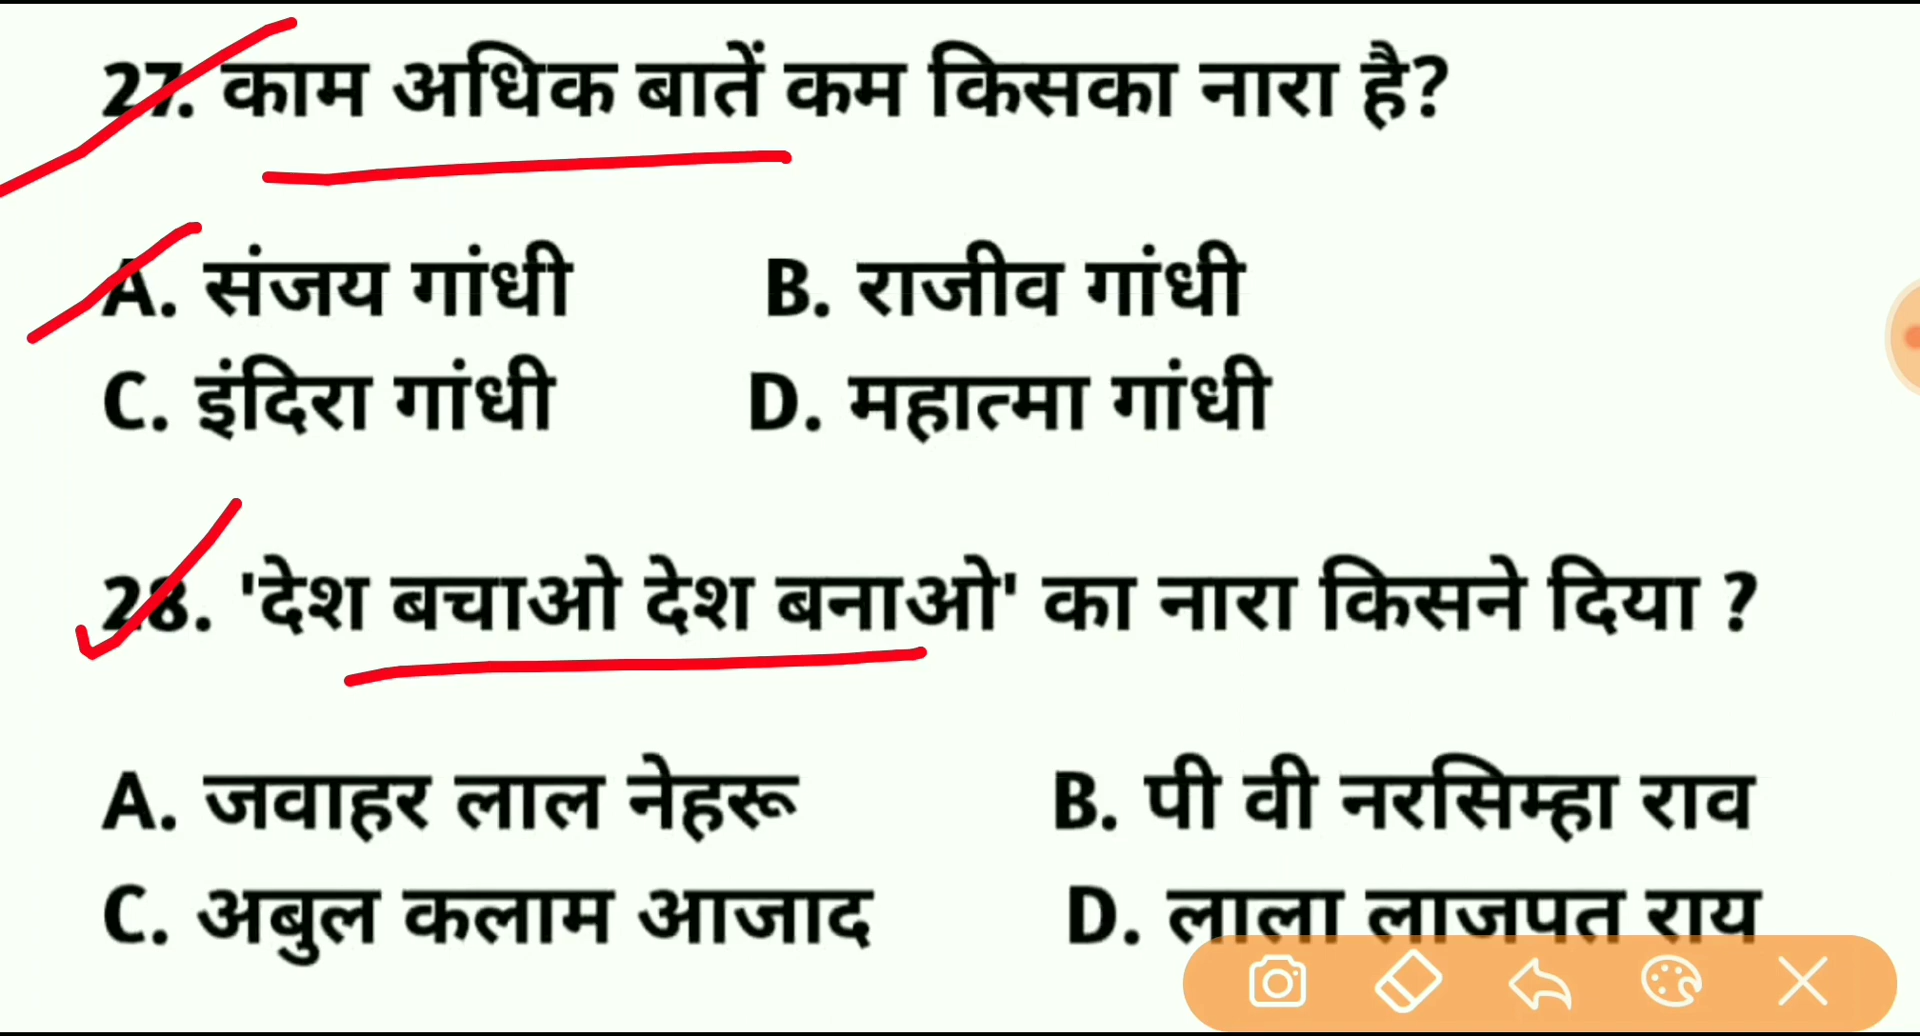 27. काम अधिक बातें कम किसका नारा है?
A. संजय गांधी B. राजीव गांधी
C. इंदिरा गांधी D. महात्मा गांधी
28. 'देश बचाओ देश बनाओ' का नारा किसने दिया ?
A. जवाहर लाल नेहरू B. पी वी नरसिम्हा राव
C. अबुल कलाम आजाद D. लाला लाजपत राय